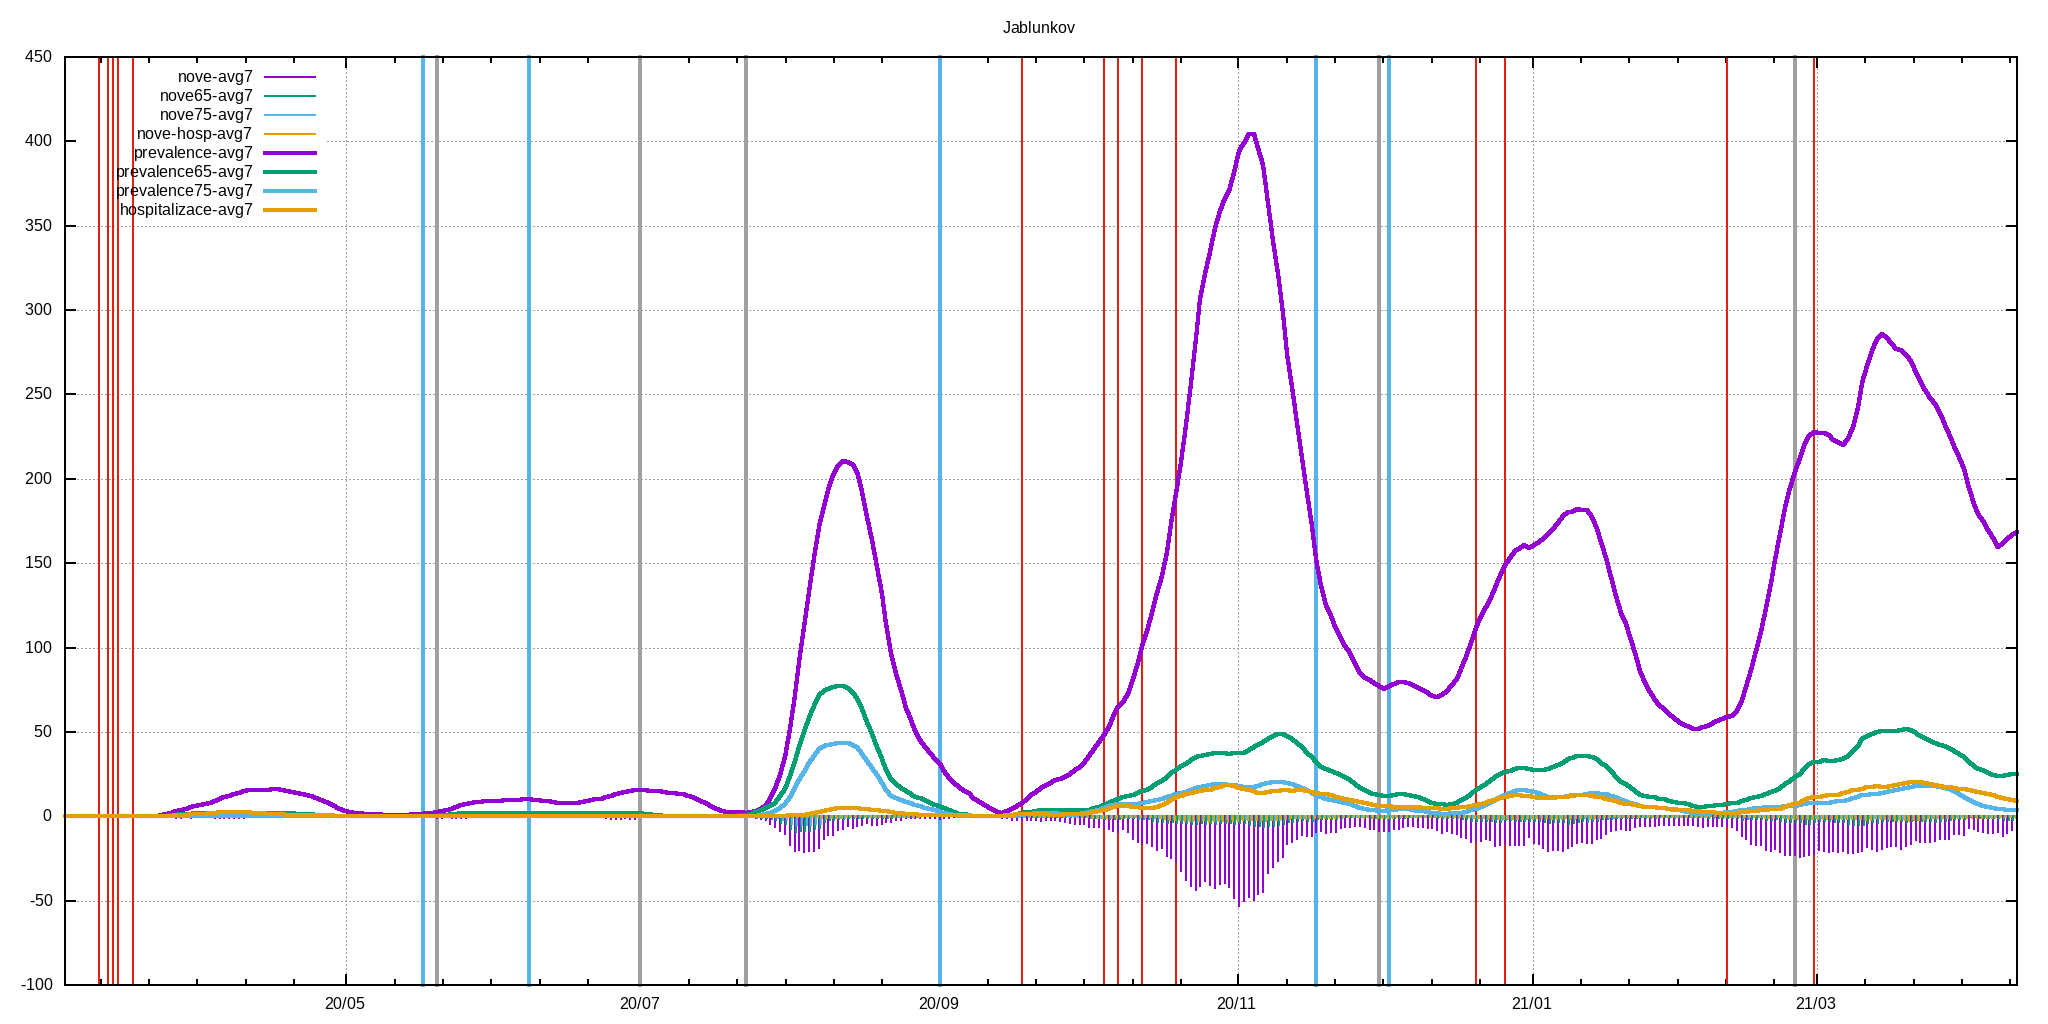 Jablunkov
450
400
350
300
250
200
150
100
50
0
-50
-100
nove-avg7
nove65-avg7
nove75-avg7
nove-hosp-avg7
prevalence-avg7
prevalence65-avg7
prevalence75-avg7
hospitalizace-avg7
20/05 20/07 20/09 20/11 21/01 21/03